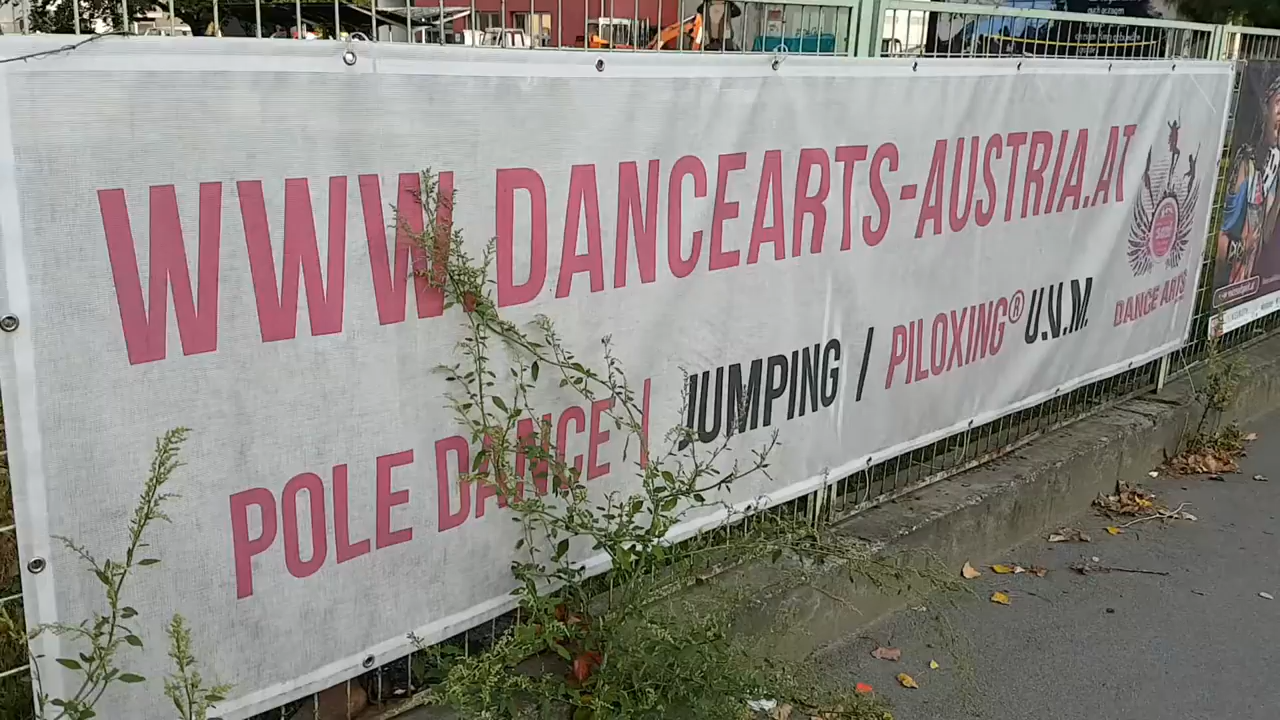 WWW.DANCEARTS-AUSTRIA.AT
POLE DANCE / JUMPING / PILOXING® U.V.M.
DANCE ARTS